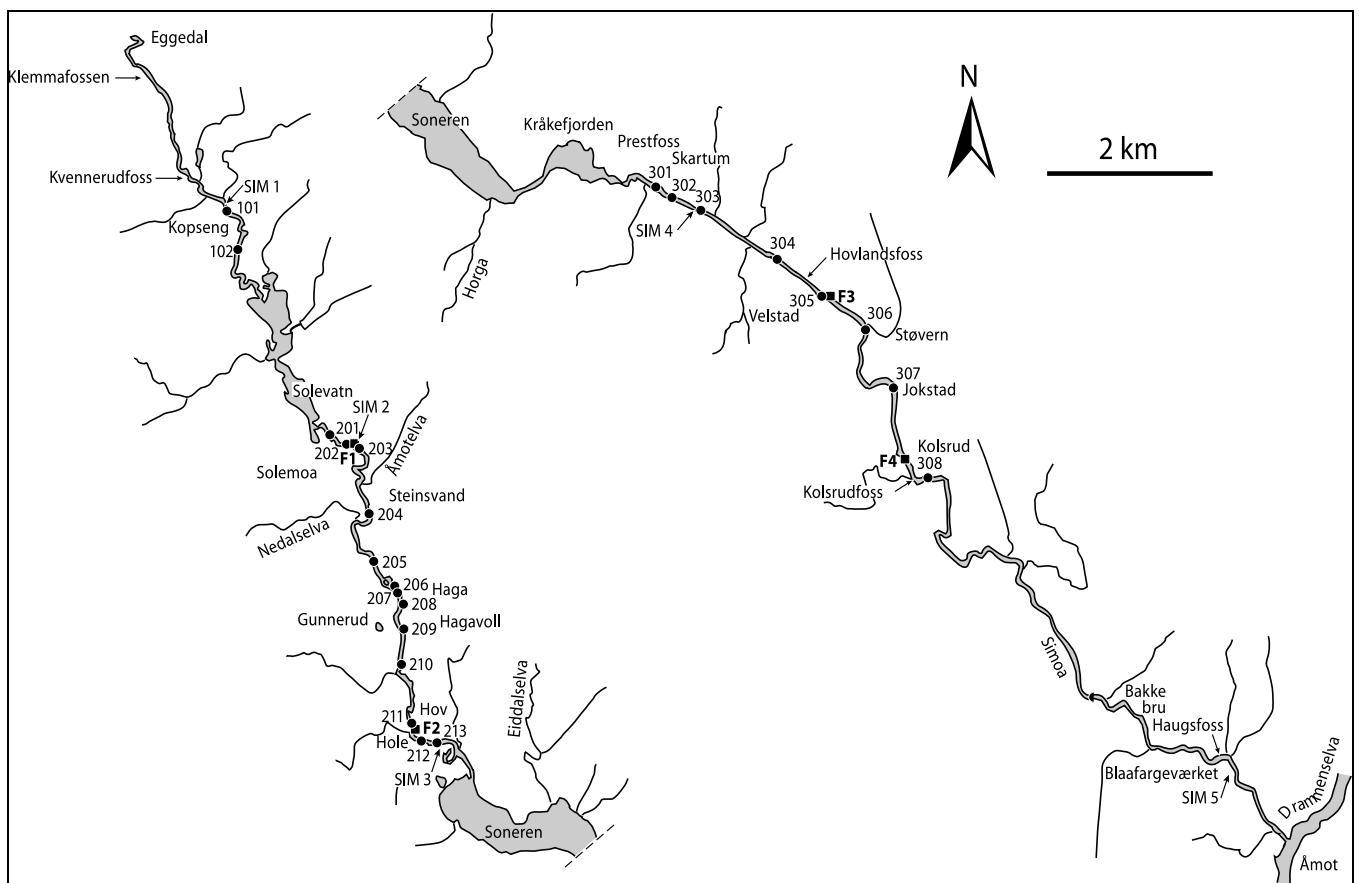 Eggedal
Klemmafossen
Kvennerudfoss
SIM 1
101
Kopseng
102
Solevatn
SIM 2
201
202
203
F1
Åmotelva
Solemoa
Steinsvand
204
Nedalselva
205
206
207
Haga
208
Gunnerud
209
Hagavoll
210
Eiddalselva
211
Hov
F2
213
Hole
212
SIM 3
Soneren
Soneren
Kråkefjorden
Prestfoss
Skartum
301
302
303
SIM 4
Horga
304
Hovlandsfoss
305
F3
Velstad
306
Støvern
307
Jokstad
Kolsrud
F4
308
Kolsrudfoss
Simoa
Bakke
bru
Haugsfoss
Blaafargeværket
SIM 5
Drammenselva
Åmot
N
2 km